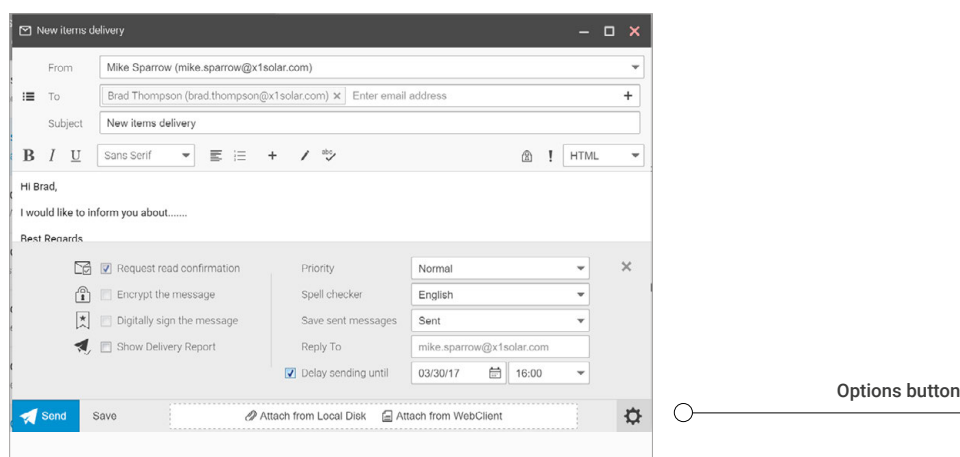 New items delivery
From Mike Sparrow (mike.sparrow@x1solar.com)
To Brad Thompson (brad.thompson@x1solar.com) × Enter email address +
Subject New items delivery
B I U Sans Serif + abc ! HTML
Hi Brad,
I would like to inform you about.......
Best Regards
Request read confirmation Priority Normal ×
Encrypt the message Spell checker English
Digitally sign the message Save sent messages Sent
Show Delivery Report Reply To mike.sparrow@x1solar.com
Delay sending until 03/30/17 16:00
Options button
Send Save Attach from Local Disk Attach from WebClient